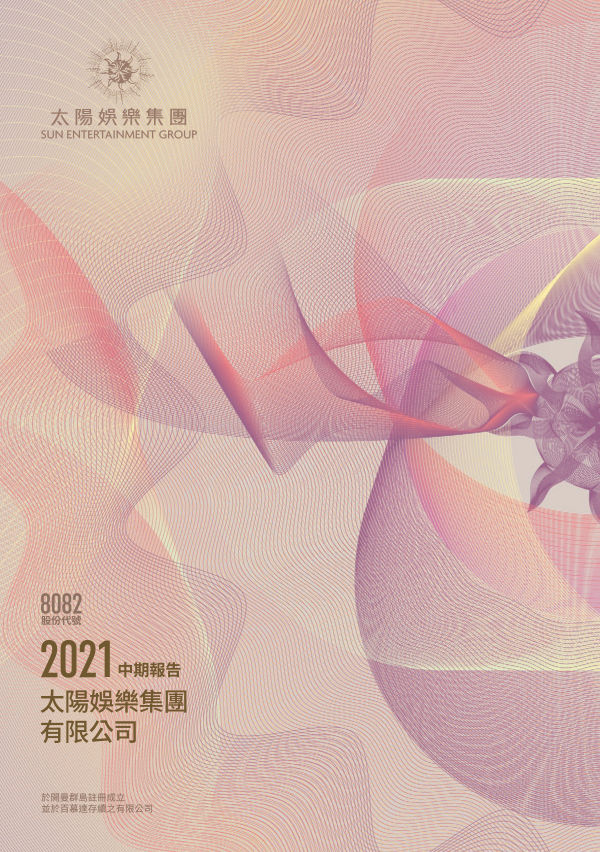 太陽娛樂集團
SUN ENTERTAINMENT GROUP
8082
股份代號
2021 中期報告
太陽娛樂集團
有限公司
於開曼群島註冊成立
並於百慕達存續之有限公司